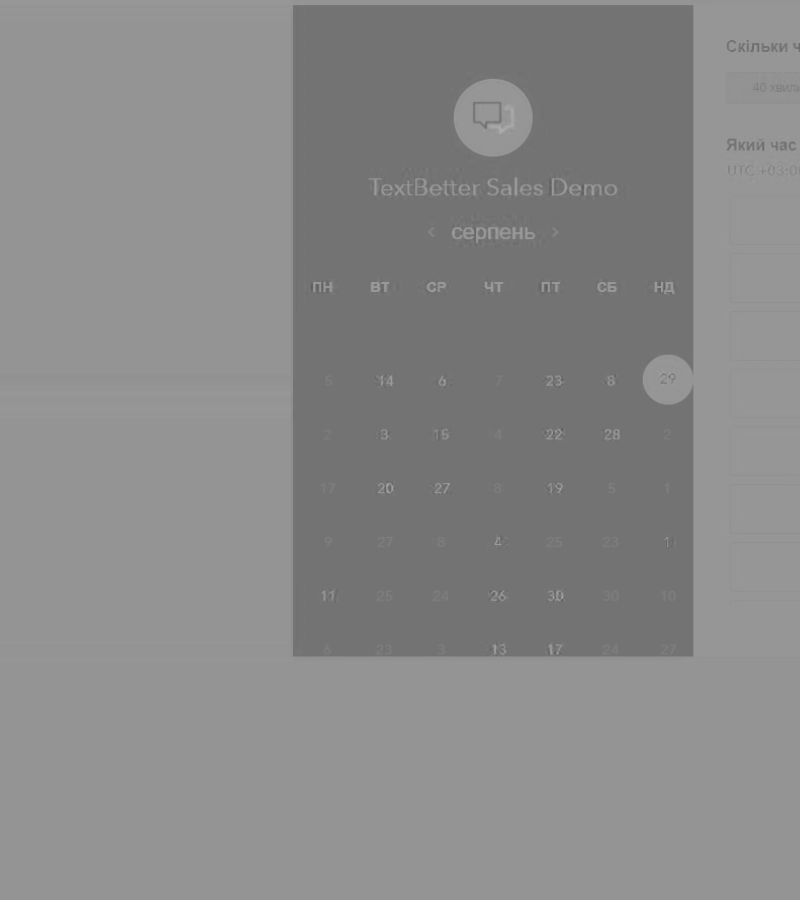 TextBetter Sales Demo
< серпень >
ПН ВТ СР ЧТ ПТ СБ НД
5 14 6 7 23 8 29
2 3 15 4 22 28 2
17 20 27 8 19 5 1
9 27 8 4 25 23 1
11 25 24 26 30 30 10
6 23 3 13 17 24 27
Скільки
40
Який час
UTC +03:0